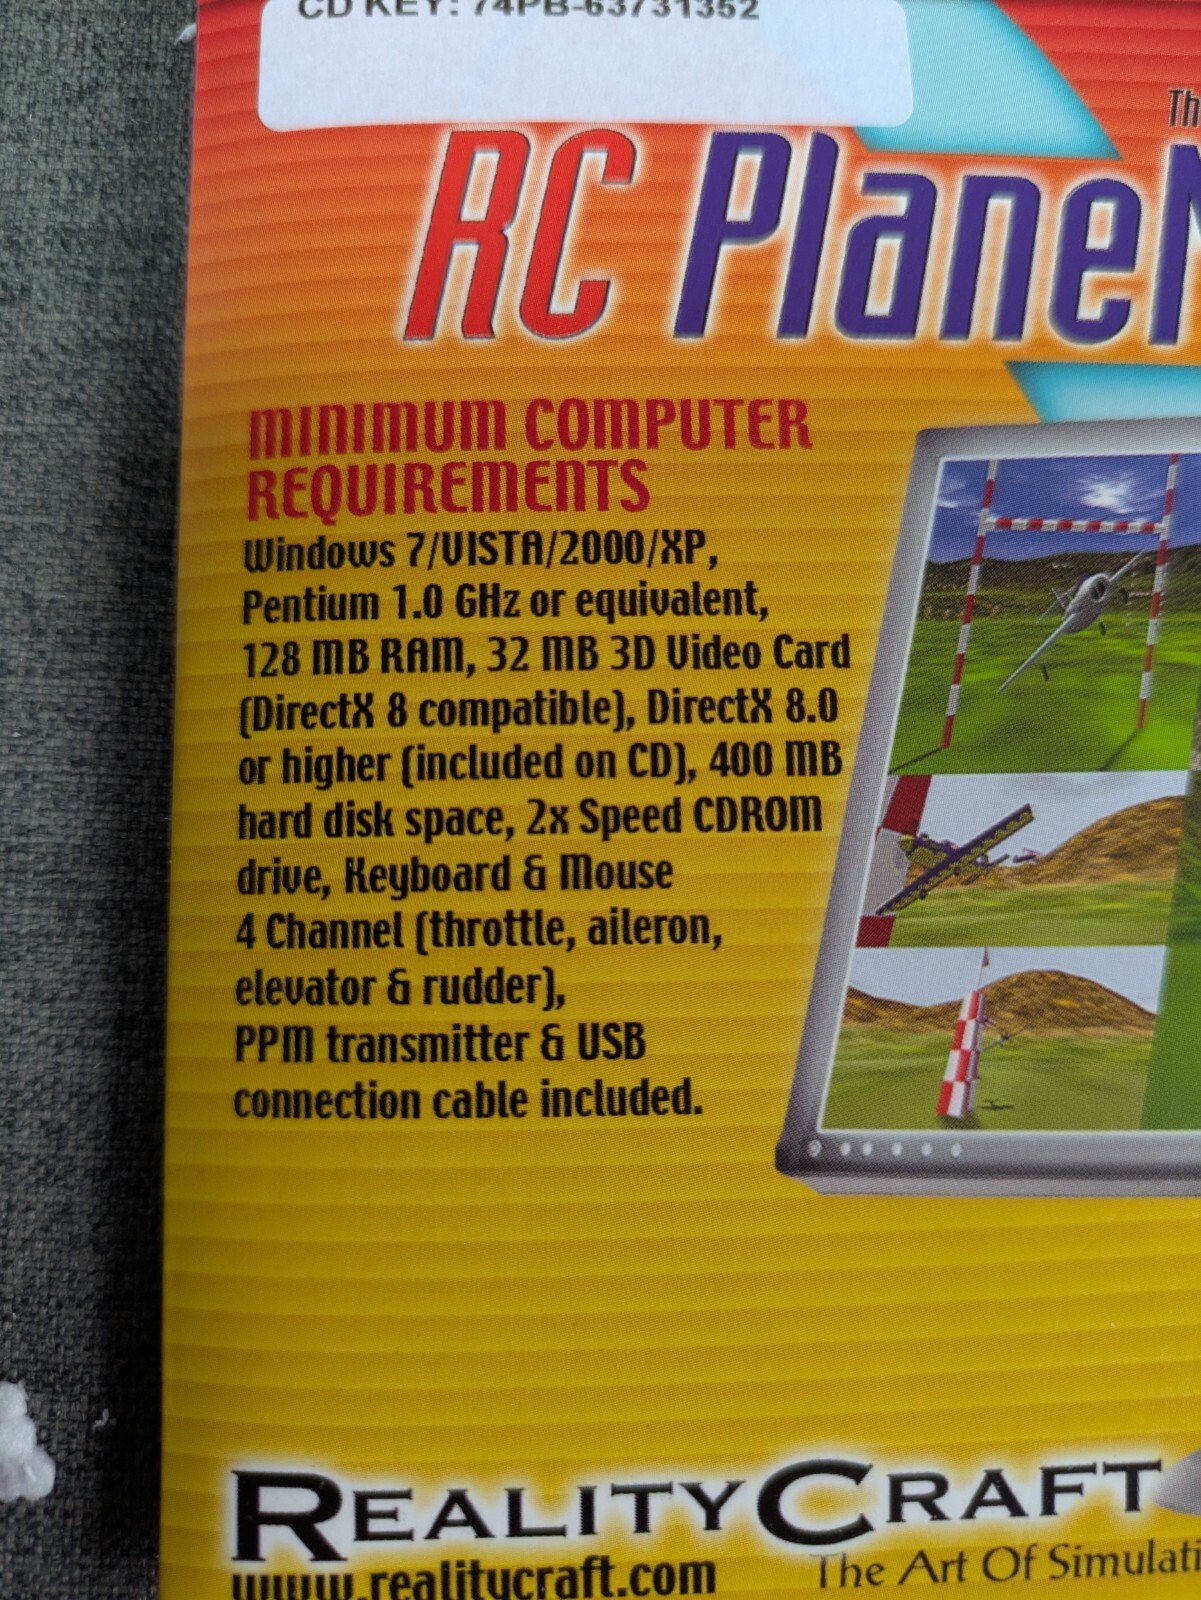 CD KEY: 74PB-63731352
Th
RC Plane
MINIMUM COMPUTER
REQUIREMENTS
Windows 7/VISTA/2000/XP,
Pentium 1.0 GHz or equivalent,
128 MB RAM, 32 MB 3D Video Card
(DirectX 8 compatible), DirectX 8.0
or higher (included on CD), 400 MB
hard disk space, 2x Speed CDROM
drive, Keyboard & Mouse
4 Channel (throttle, aileron,
elevator & rudder),
PPM transmitter & USB
connection cable included.
REALITYCRAFT
www.realitycraft.com
The Art Of Simulati